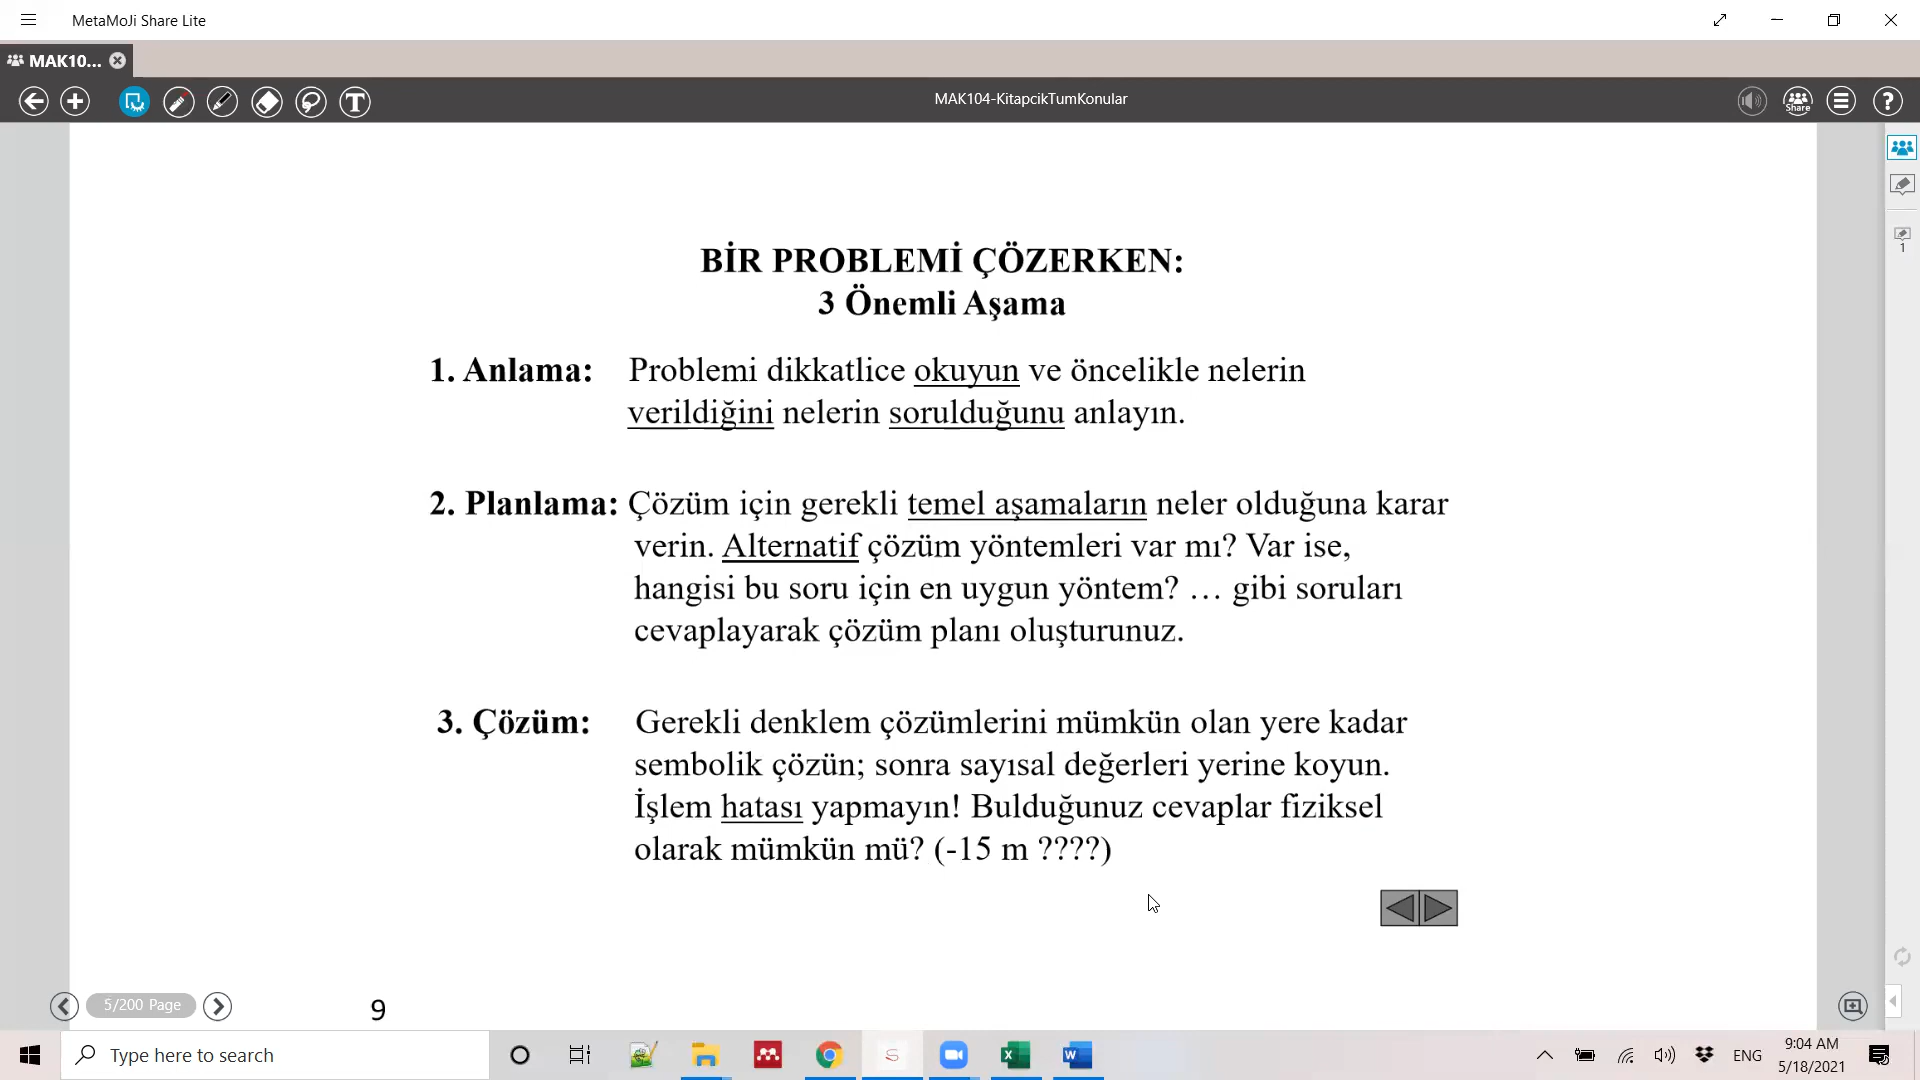 MetaMoJi Share Lite
MAK10...
MAK104-KitapcikTumKonular
Share
?
T
1
BİR PROBLEMİ ÇÖZERKEN:
3 Önemli Aşama
1. Anlama: Problemi dikkatlice okuyun ve öncelikle nelerin
verildiğini nelerin sorulduğunu anlayın.
2. Planlama: Çözüm için gerekli temel aşamaların neler olduğuna karar
verin. Alternatif çözüm yöntemleri var mı? Var ise,
hangisi bu soru için en uygun yöntem? … gibi soruları
cevaplayarak çözüm planı oluşturunuz.
3. Çözüm: Gerekli denklem çözümlerini mümkün olan yere kadar
sembolik çözün; sonra sayısal değerleri yerine koyun.
İşlem hatası yapmayın! Bulduğunuz cevaplar fiziksel
olarak mümkün mü? (-15 m ????)
5/200 Page
9
Type here to search
ENG
9:04 AM
5/18/2021